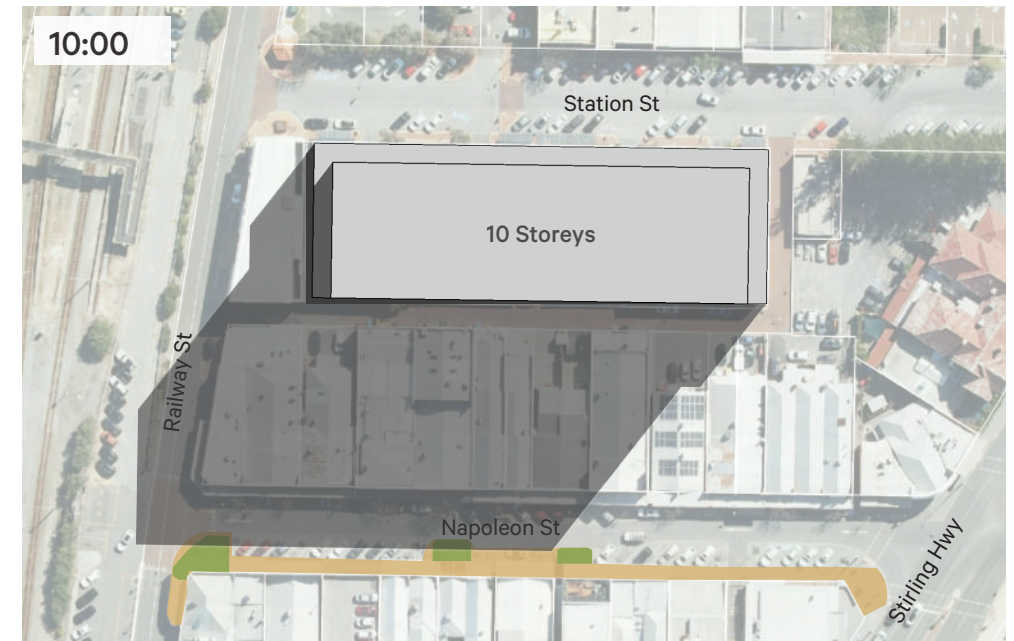 10:00
Station St
10 Storeys
Railway St
Napoleon St
Stirling Hwy